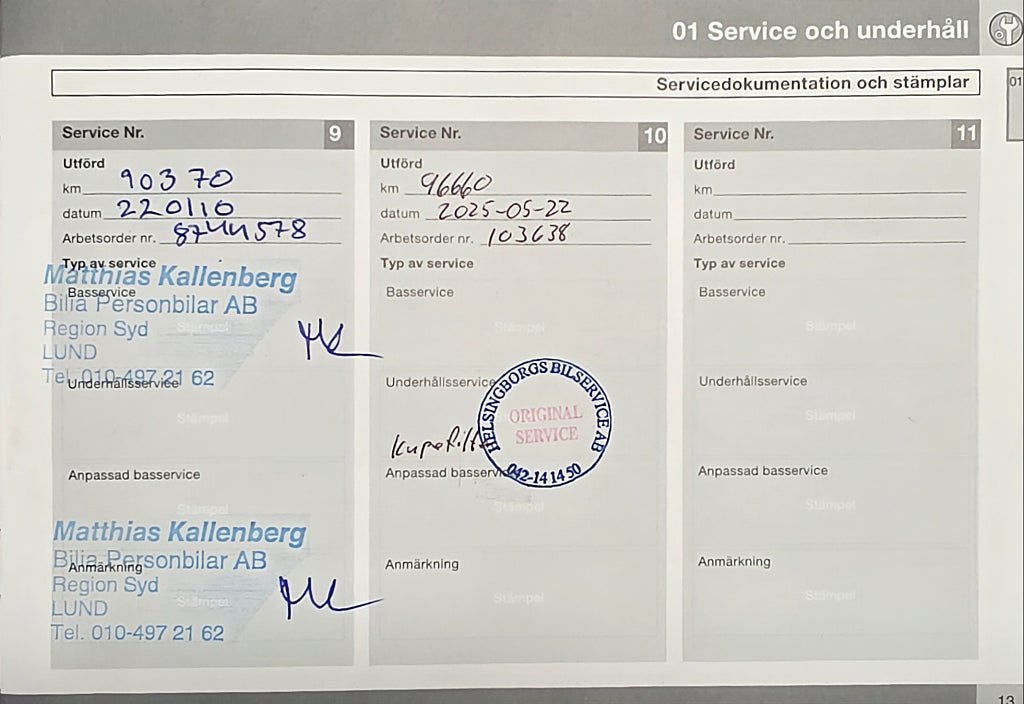 01 Service och underhåll
Servicedokumentation och stämplar
01
Service Nr. 9
Utförd
km 90370
datum 220110
Arbetsorder nr. 8744578
Typ av service
Matthias Kallenberg
Basservice
Bilia Personbilar AB
Region Syd
Stämpel
LUND
Tel. 010-497 21 62
Underhållsservice
Stämpel
Anpassad basservice
Stämpel
Matthias Kallenberg
Bilia Personbilar AB
Anmärkning
Region Syd
Stämpel
LUND
Tel. 010-497 21 62
Service Nr. 10
Utförd
km 96660
datum 2025-05-22
Arbetsorder nr. 103638
Typ av service
Basservice
Stämpel
Underhållsservice
HELSINGBORGS BILSERVICE AB
ORIGINAL
SERVICE
042-14 14 50
Anpassad basservice
Stämpel
Anmärkning
Stämpel
Service Nr. 11
Utförd
km
datum
Arbetsorder nr.
Typ av service
Basservice
Stämpel
Underhållsservice
Stämpel
Anpassad basservice
Stämpel
Anmärkning
Stämpel
13